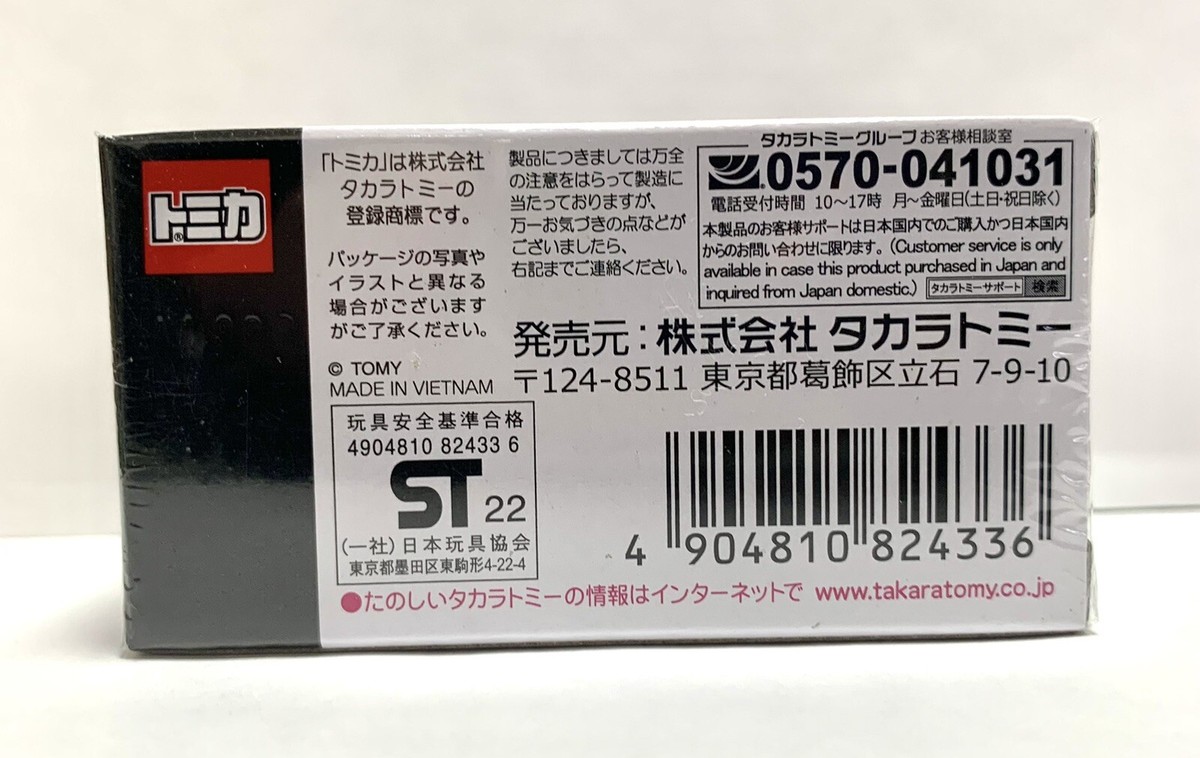 トミカ®
「トミカ」は株式会社
タカラトミーの
登録商標です。
パッケージの写真や
イラストと異なる
場合がございます
がご了承ください。
© TOMY
MADE IN VIETNAM
玩具安全基準合格
4904810 82433 6
ST 22
(一社)日本玩具協会
東京都墨田区東駒形4-22-4
製品につきましては万全
の注意をはらって製造に
当たっておりますが、
万一お気づきの点などが
ございましたら、
右記までご連絡ください。
タカラトミーグループ お客様相談室
0570-041031
電話受付時間 10〜17時 月〜金曜日(土日・祝日除く)
本製品のお客様サポートは日本国内でのご購入かつ日本国内
からのお問い合わせに限ります。(Customer service is only
available in case this product purchased in Japan and
inquired from Japan domestic.) タカラトミーサポート 検索
発売元:株式会社 タカラトミー
〒124-8511 東京都葛飾区立石 7-9-10
4 904810 824336
●たのしいタカラトミーの情報はインターネットで www.takaratomy.co.jp